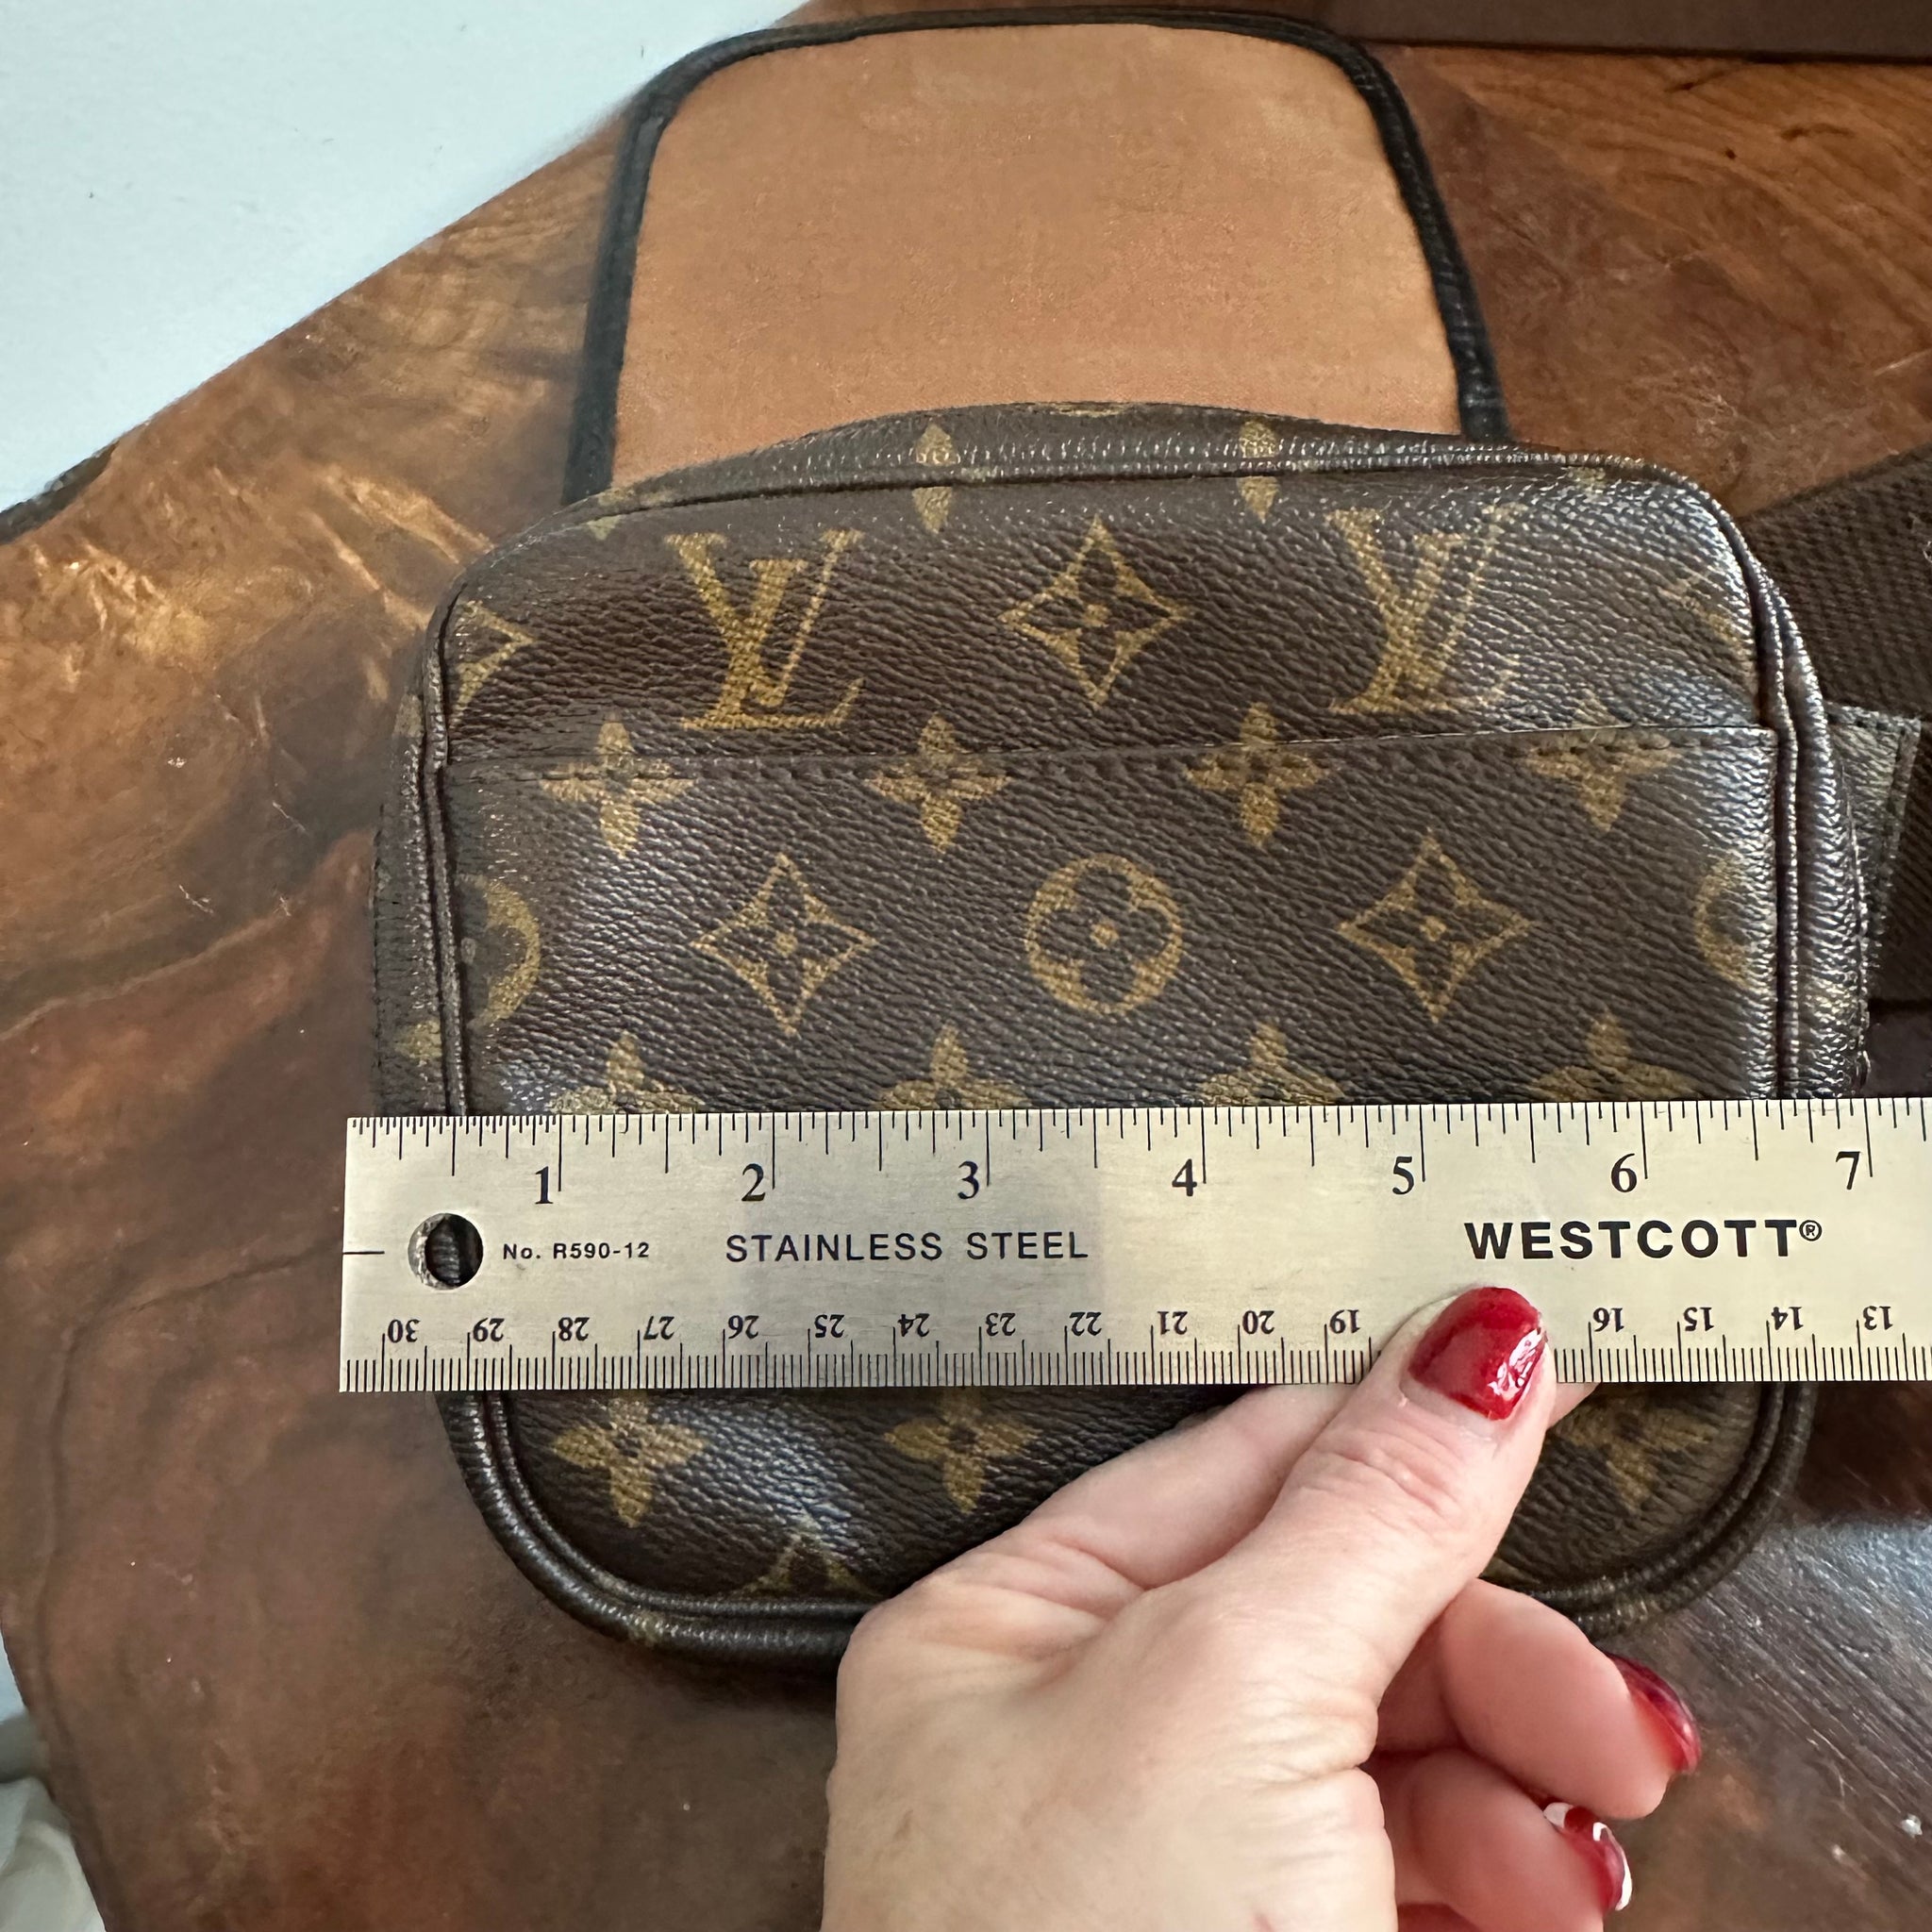 LV LV
1 2 3 4 5 6 7
No. R590-12 STAINLESS STEEL WESTCOTT®
30 29 28 27 26 25 24 23 22 21 20 19 16 15 14 13